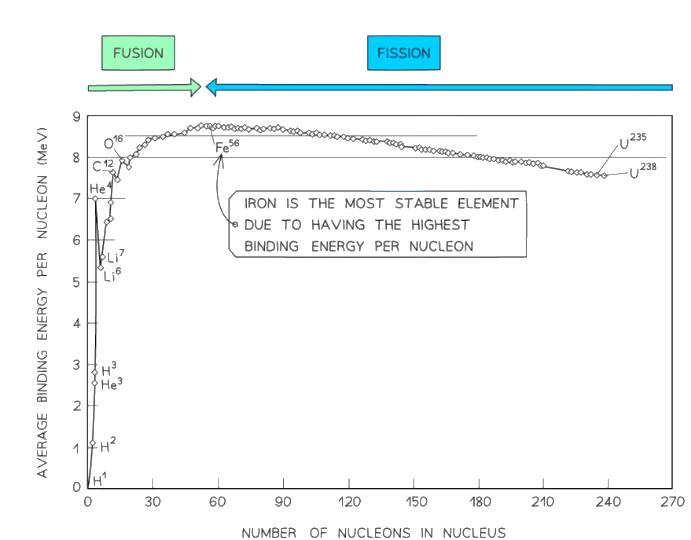 FUSION
FISSION
AVERAGE BINDING ENERGY PER NUCLEON (MeV)
9
8
7
6
5
4
3
2
1
0
O¹⁶
C¹²
He⁴
Li⁷
Li⁶
H³
He³
H²
H¹
Fe⁵⁶
U²³⁵
U²³⁸
IRON IS THE MOST STABLE ELEMENT
DUE TO HAVING THE HIGHEST
BINDING ENERGY PER NUCLEON
0 30 60 90 120 150 180 210 240 270
NUMBER OF NUCLEONS IN NUCLEUS